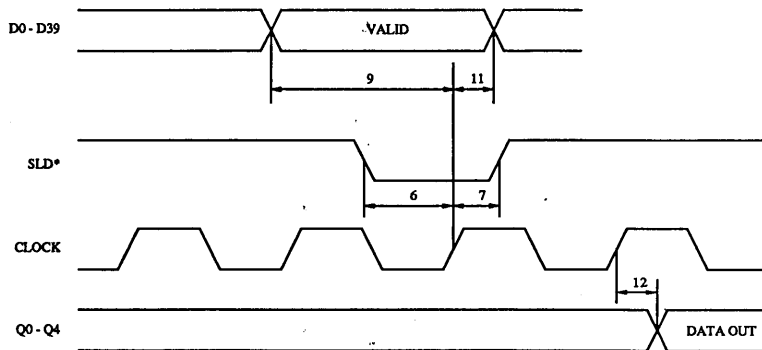 D0 - D39 VALID
9 11
SLD*
6 7
CLOCK
12
Q0 - Q4 DATA OUT